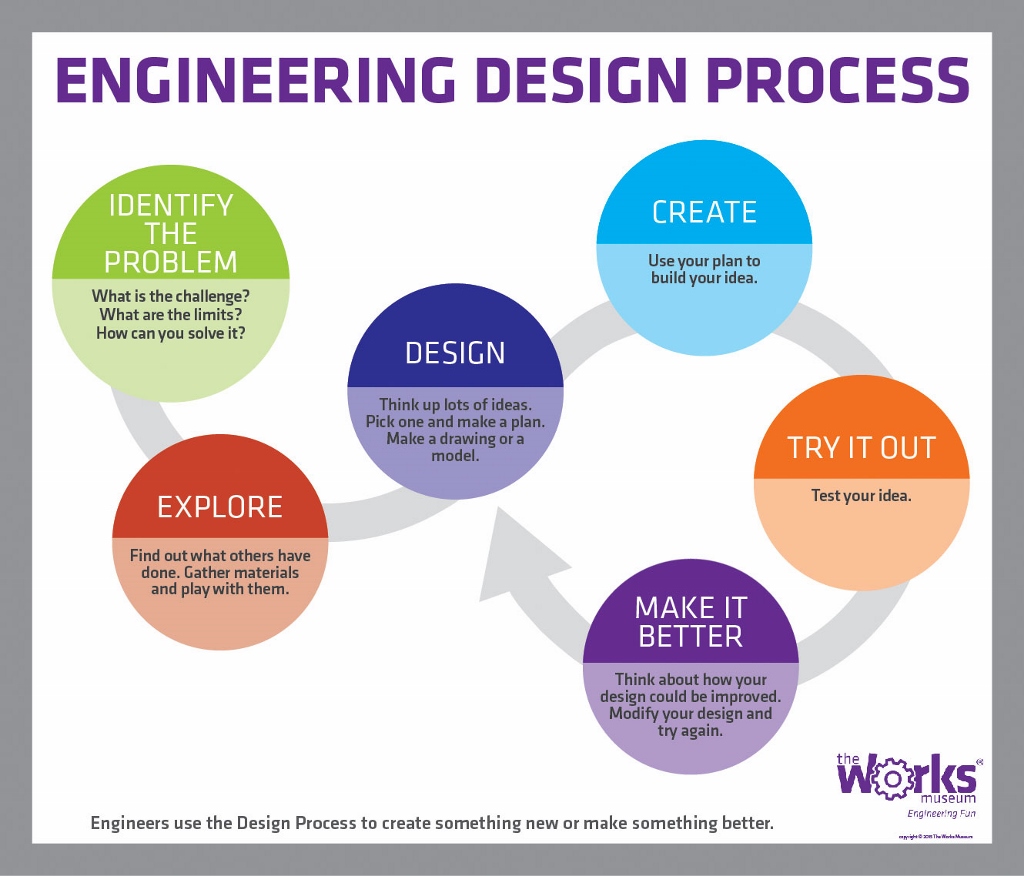 ENGINEERING DESIGN PROCESS
IDENTIFY
THE
PROBLEM
What is the challenge?
What are the limits?
How can you solve it?
EXPLORE
Find out what others have
done. Gather materials
and play with them.
DESIGN
Think up lots of ideas.
Pick one and make a plan.
Make a drawing or a
model.
CREATE
Use your plan to
build your idea.
TRY IT OUT
Test your idea.
MAKE IT
BETTER
Think about how your
design could be improved.
Modify your design and
try again.
Engineers use the Design Process to create something new or make something better.
the
Works®
museum
Engineering Fun
copyright © 2015 The Works Museum